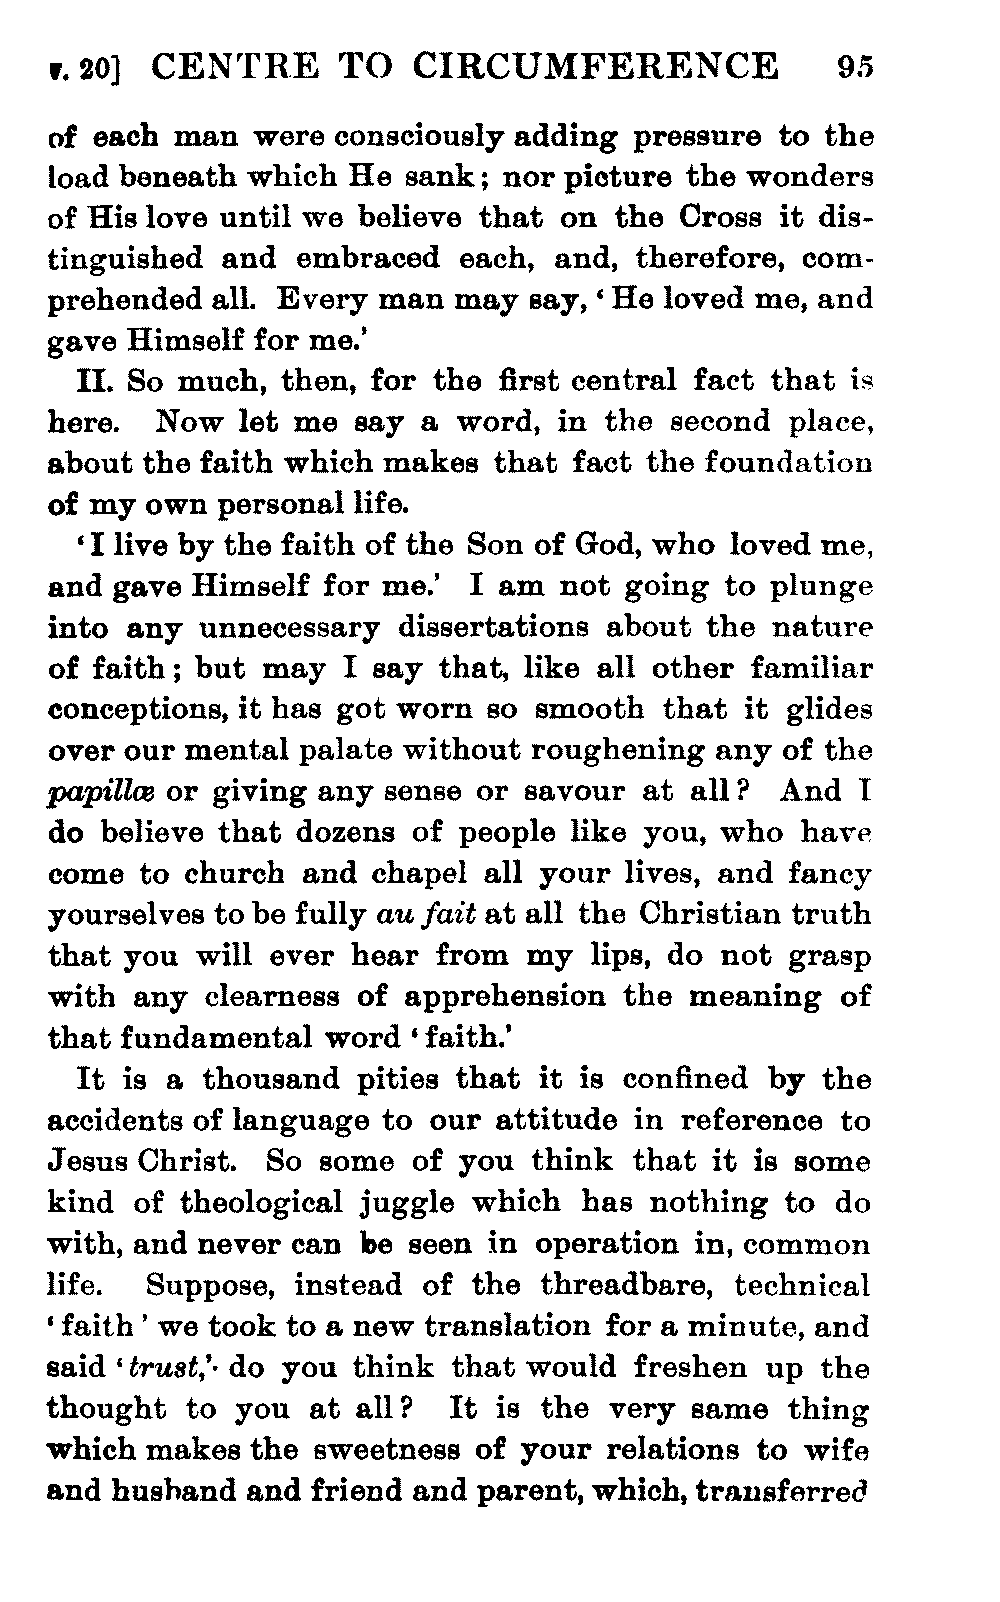 v. 20] CENTRE TO CIRCUMFERENCE 95
of each man were consciously adding pressure to the
load beneath which He sank; nor picture the wonders
of His love until we believe that on the Cross it dis-
tinguished and embraced each, and, therefore, com-
prehended all. Every man may say, ‘He loved me, and
gave Himself for me.’
II. So much, then, for the first central fact that is
here. Now let me say a word, in the second place,
about the faith which makes that fact the foundation
of my own personal life.
‘I live by the faith of the Son of God, who loved me,
and gave Himself for me.’ I am not going to plunge
into any unnecessary dissertations about the nature
of faith; but may I say that, like all other familiar
conceptions, it has got worn so smooth that it glides
over our mental palate without roughening any of the
papillœ or giving any sense or savour at all? And I
do believe that dozens of people like you, who have
come to church and chapel all your lives, and fancy
yourselves to be fully au fait at all the Christian truth
that you will ever hear from my lips, do not grasp
with any clearness of apprehension the meaning of
that fundamental word ‘faith.’
It is a thousand pities that it is confined by the
accidents of language to our attitude in reference to
Jesus Christ. So some of you think that it is some
kind of theological juggle which has nothing to do
with, and never can be seen in operation in, common
life. Suppose, instead of the threadbare, technical
‘faith’ we took to a new translation for a minute, and
said ‘trust,’ do you think that would freshen up the
thought to you at all? It is the very same thing
which makes the sweetness of your relations to wife
and husband and friend and parent, which, transferred